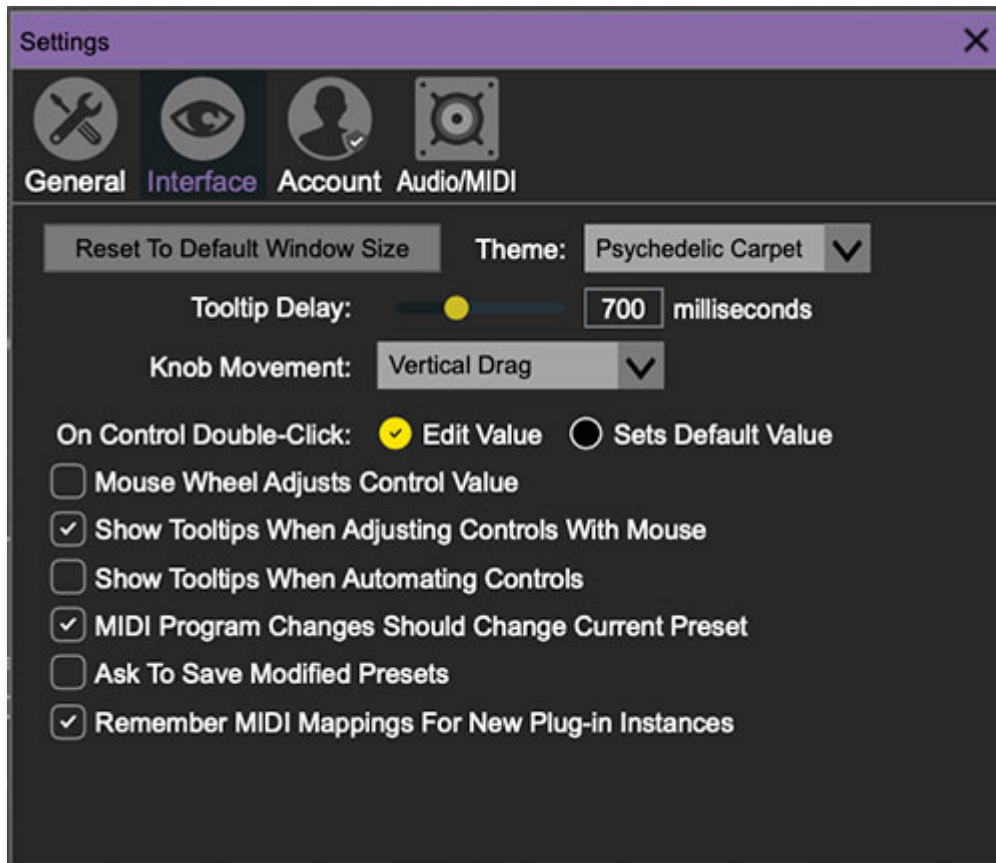 Settings
General Interface Account Audio/MIDI
Reset To Default Window Size Theme: Psychedelic Carpet
Tooltip Delay: 700 milliseconds
Knob Movement: Vertical Drag
On Control Double-Click: Edit Value Sets Default Value
Mouse Wheel Adjusts Control Value
Show Tooltips When Adjusting Controls With Mouse
Show Tooltips When Automating Controls
MIDI Program Changes Should Change Current Preset
Ask To Save Modified Presets
Remember MIDI Mappings For New Plug-in Instances